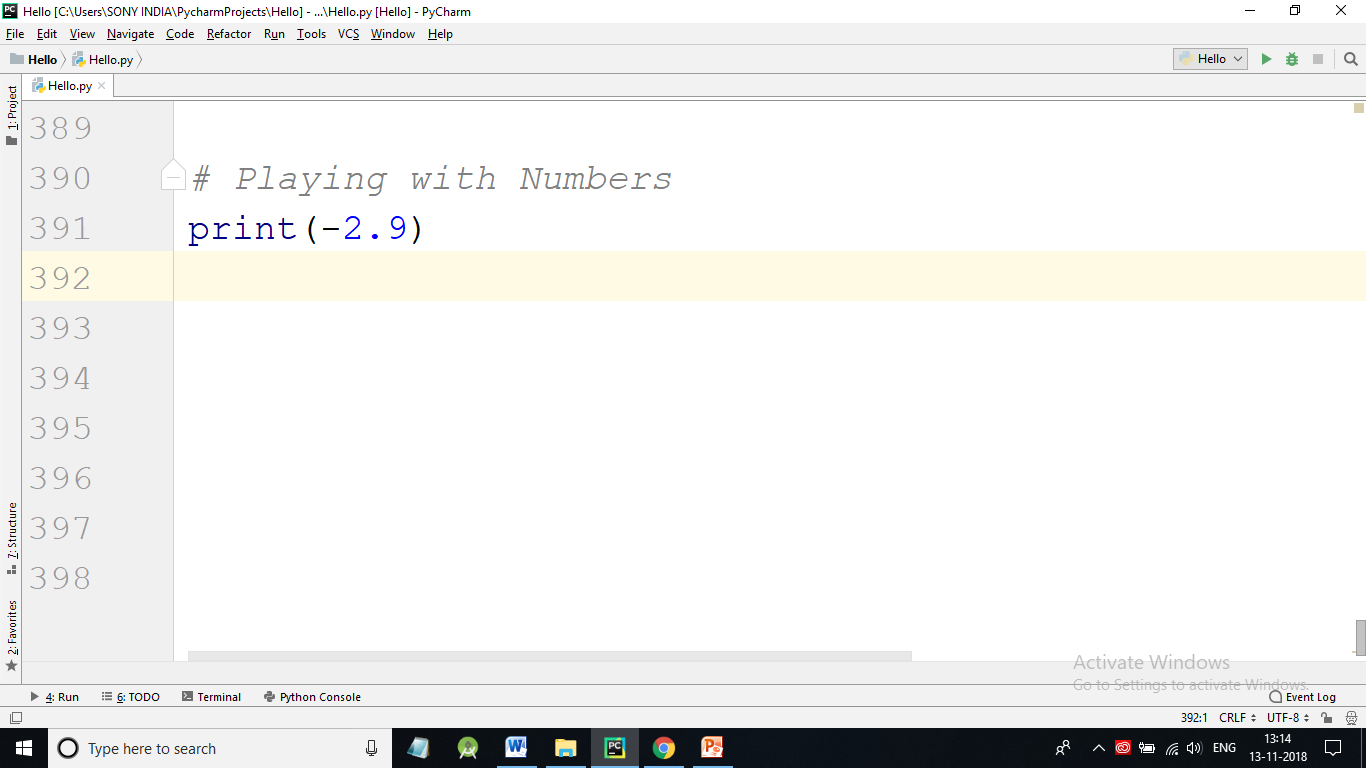 Hello [C:\Users\SONY INDIA\PycharmProjects\Hello] - ...\Hello.py [Hello] - PyCharm
File Edit View Navigate Code Refactor Run Tools VCS Window Help
Hello Hello.py Hello
Hello.py
1: Project
389
390 # Playing with Numbers
391 print(-2.9)
392
393
394
395
396
397
398
7: Structure
2: Favorites
Activate Windows
Go to Settings to activate Windows.
4: Run 6: TODO Terminal Python Console Event Log
392:1 CRLF UTF-8
Type here to search
ENG 13:14
13-11-2018